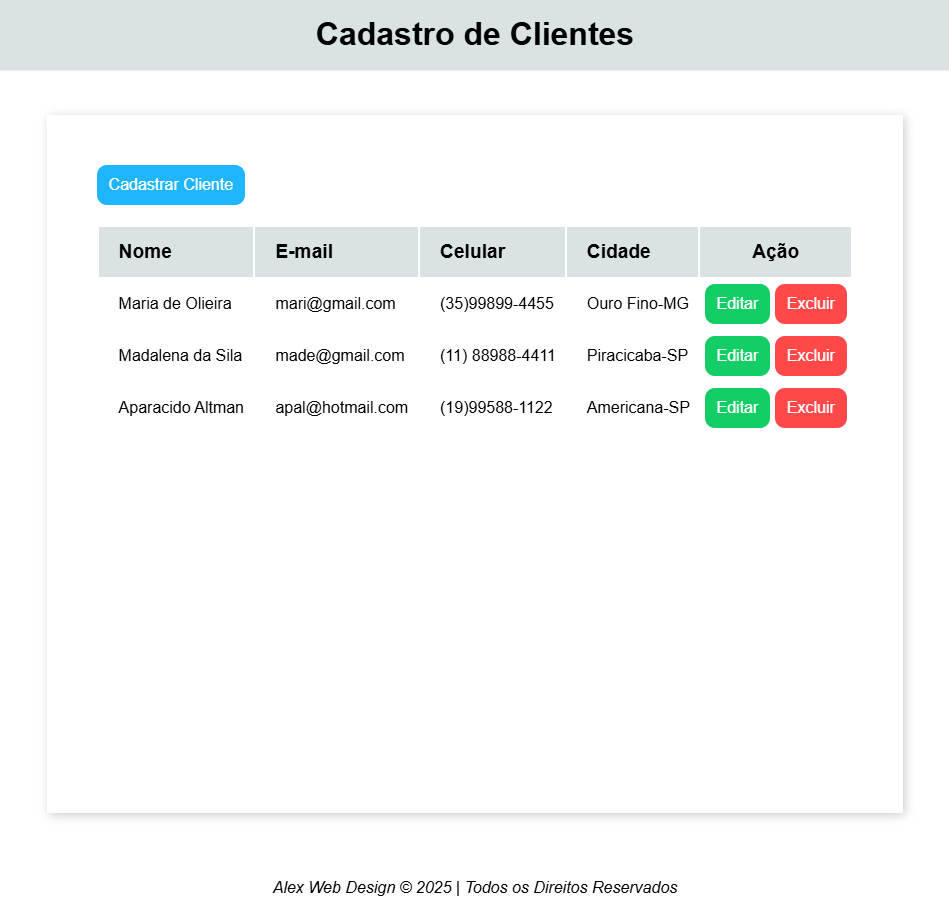 Cadastro de Clientes
Cadastrar Cliente
Nome E-mail Celular Cidade Ação
Maria de Olieira mari@gmail.com (35)99899-4455 Ouro Fino-MG Editar Excluir
Madalena da Sila made@gmail.com (11) 88988-4411 Piracicaba-SP Editar Excluir
Aparacido Altman apal@hotmail.com (19)99588-1122 Americana-SP Editar Excluir
Alex Web Design © 2025 | Todos os Direitos Reservados